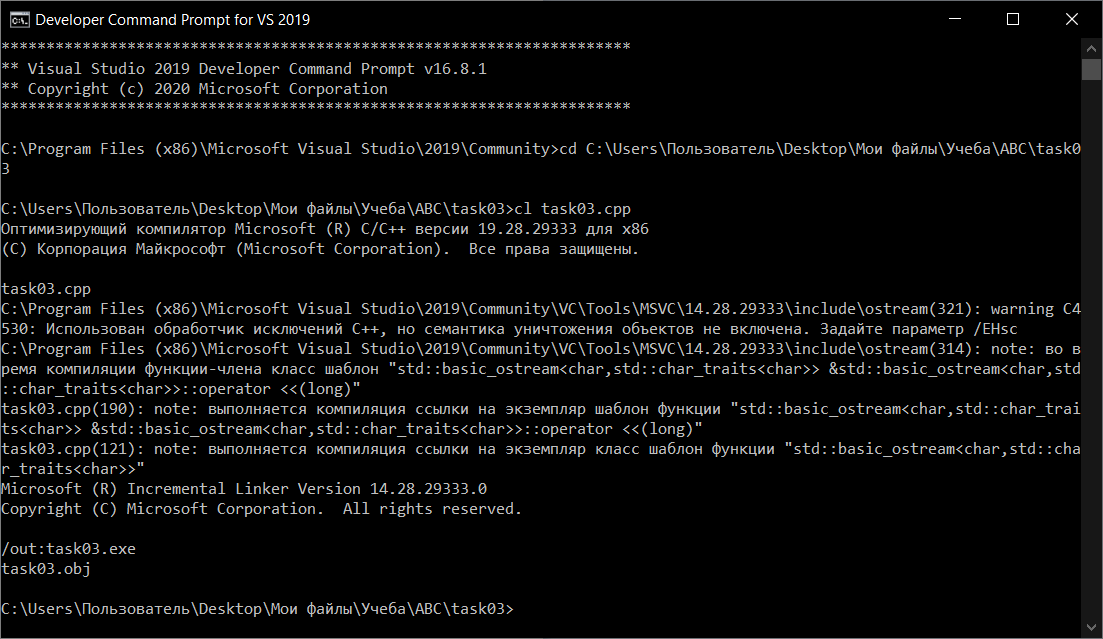 Developer Command Prompt for VS 2019
**********************************************************************
** Visual Studio 2019 Developer Command Prompt v16.8.1
** Copyright (c) 2020 Microsoft Corporation
**********************************************************************
C:\Program Files (x86)\Microsoft Visual Studio\2019\Community>cd C:\Users\Пользователь\Desktop\Мои файлы\Учеба\ABC\task0
3
C:\Users\Пользователь\Desktop\Мои файлы\Учеба\ABC\task03>cl task03.cpp
Оптимизирующий компилятор Microsoft (R) C/C++ версии 19.28.29333 для x86
(C) Корпорация Майкрософт (Microsoft Corporation).  Все права защищены.
task03.cpp
C:\Program Files (x86)\Microsoft Visual Studio\2019\Community\VC\Tools\MSVC\14.28.29333\include\ostream(321): warning C4
530: Использован обработчик исключений C++, но семантика уничтожения объектов не включена. Задайте параметр /EHsc
C:\Program Files (x86)\Microsoft Visual Studio\2019\Community\VC\Tools\MSVC\14.28.29333\include\ostream(314): note: во в
ремя компиляции функции-члена класс шаблон "std::basic_ostream<char,std::char_traits<char>> &std::basic_ostream<char,std
::char_traits<char>>::operator <<(long)"
task03.cpp(190): note: выполняется компиляция ссылки на экземпляр шаблон функции "std::basic_ostream<char,std::char_trai
ts<char>> &std::basic_ostream<char,std::char_traits<char>>::operator <<(long)"
task03.cpp(121): note: выполняется компиляция ссылки на экземпляр класс шаблон функции "std::basic_ostream<char,std::cha
r_traits<char>>"
Microsoft (R) Incremental Linker Version 14.28.29333.0
Copyright (C) Microsoft Corporation.  All rights reserved.
/out:task03.exe
task03.obj
C:\Users\Пользователь\Desktop\Мои файлы\Учеба\ABC\task03>